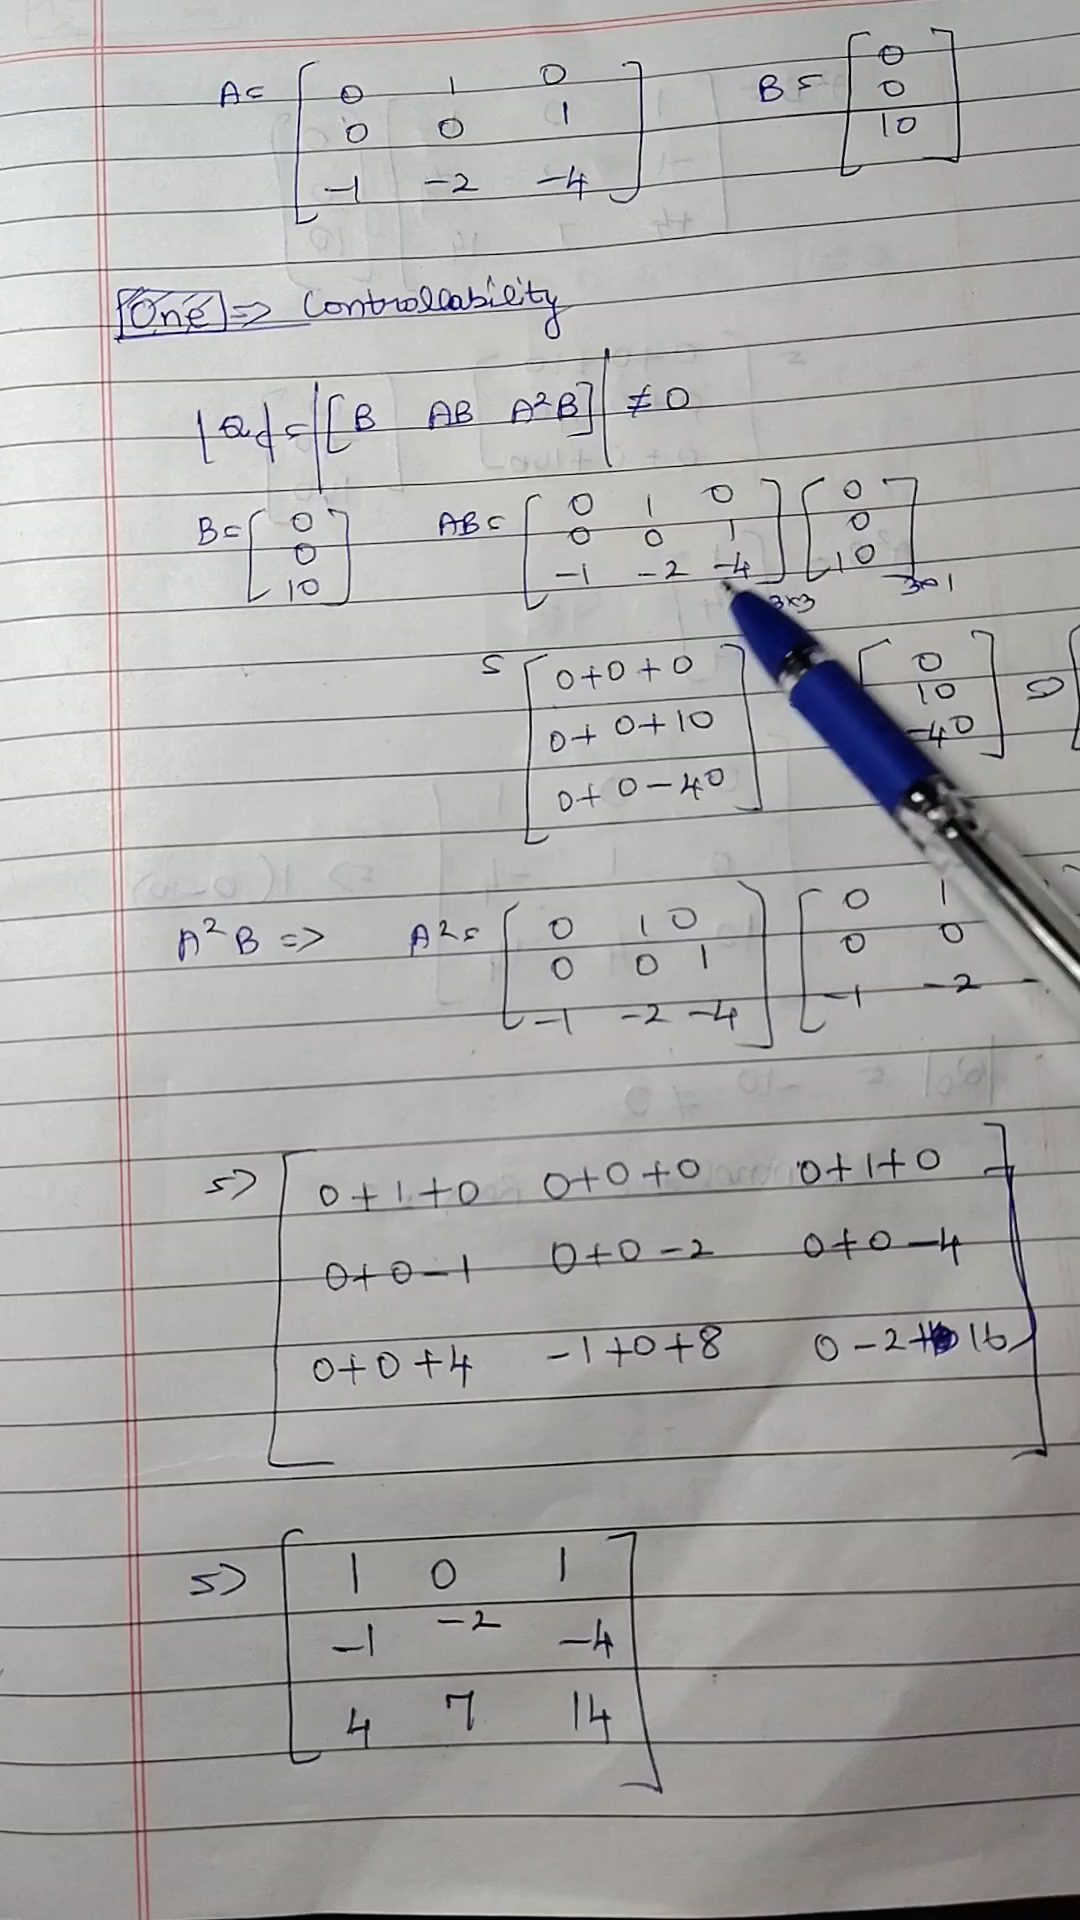 A= [ 0 1 0 B = [ 0
0 0 1 0
-1 -2 -4 ] 10 ]
One => Controllability
|Q| = |[B AB A²B]| ≠ 0
B= [ 0 AB= [ 0 1 0 ] [ 0 ]
0 0 0 1 0
10 ] -1 -2 -4 10
3x3 3x1
= [ 0+0+0 [ 0
0+0+10 10
0+0-40 ] -40 ] =
A²B => A²= [ 0 1 0 ] [ 0 1
0 0 1 0 0
-1 -2 -4 -1 -2 -
=> [ 0+1+0 0+0+0 0+1+0 ]
0+0-1 0+0-2 0+0-4
0+0+4 -1+0+8 0-2+16
=> [ 1 0 1
-1 -2 -4
4 7 14 ]